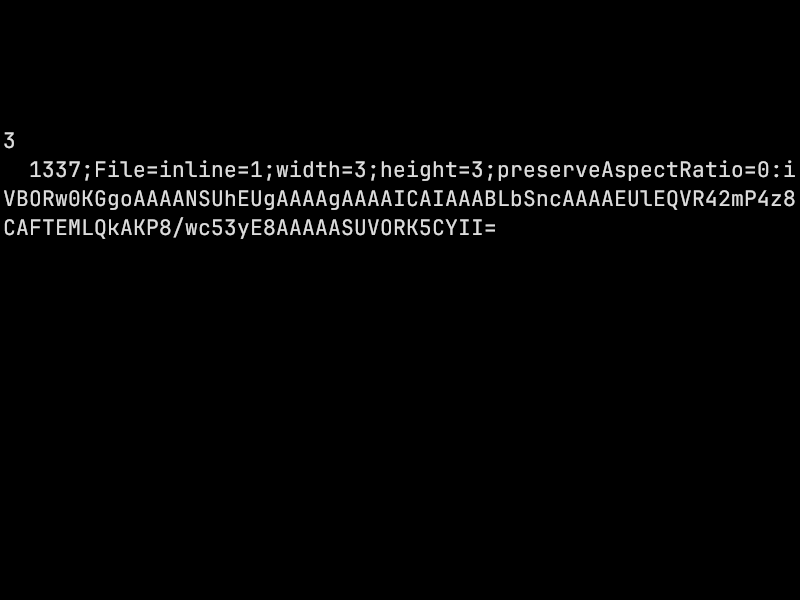 3
1337;File=inline=1;width=3;height=3;preserveAspectRatio=0:i
VBORw0KGgoAAAANSUhEUgAAAAgAAAAICAIAAABLbSncAAAAEUlEQVR42mP4z8
CAFTEMLQkAKP8/wc53yE8AAAAASUVORK5CYII=